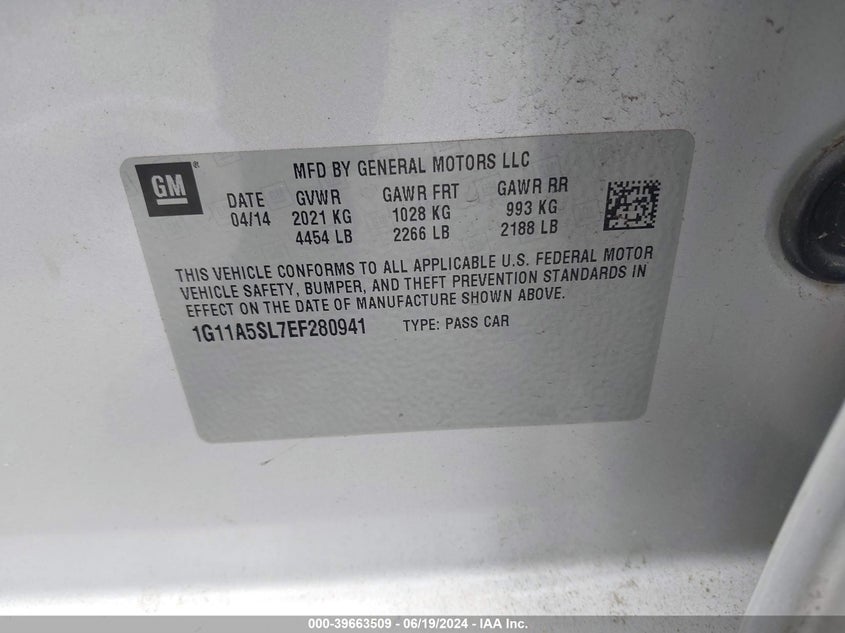 GM®
MFD BY GENERAL MOTORS LLC
DATE GVWR GAWR FRT GAWR RR
04/14 2021 KG 1028 KG 993 KG
4454 LB 2266 LB 2188 LB
THIS VEHICLE CONFORMS TO ALL APPLICABLE U.S. FEDERAL MOTOR
VEHICLE SAFETY, BUMPER, AND THEFT PREVENTION STANDARDS IN
EFFECT ON THE DATE OF MANUFACTURE SHOWN ABOVE.
1G11A5SL7EF280941 TYPE: PASS CAR
000-39663509 - 06/19/2024 - IAA Inc.